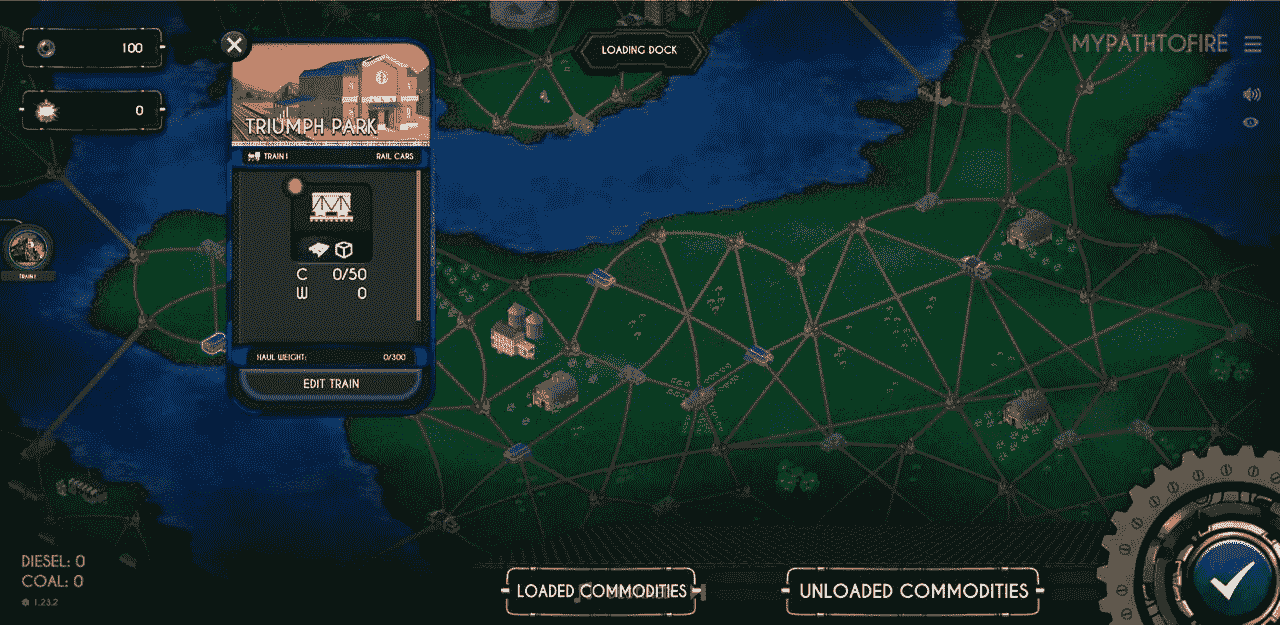 100
0
LOADING DOCK
MYPATHTOFIRE
TRIUMPH PARK
TRAIN 1
RAIL CARS
C 0/50
W 0
HAUL WEIGHT: 0/300
EDIT TRAIN
TRAIN 1
DIESEL: 0
COAL: 0
1.23.2
LOADED COMMODITIES
UNLOADED COMMODITIES